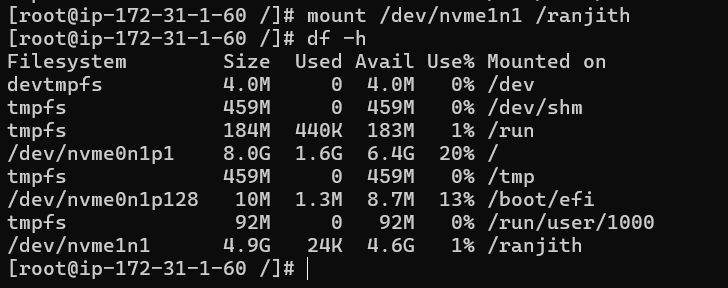 [root@ip-172-31-1-60 /]# mount /dev/nvme1n1 /ranjith
[root@ip-172-31-1-60 /]# df -h
Filesystem        Size  Used Avail Use% Mounted on
devtmpfs          4.0M     0  4.0M   0% /dev
tmpfs             459M     0  459M   0% /dev/shm
tmpfs             184M  440K  183M   1% /run
/dev/nvme0n1p1    8.0G  1.6G  6.4G  20% /
tmpfs             459M     0  459M   0% /tmp
/dev/nvme0n1p128   10M  1.3M  8.7M  13% /boot/efi
tmpfs              92M     0   92M   0% /run/user/1000
/dev/nvme1n1      4.9G   24K  4.6G   1% /ranjith
[root@ip-172-31-1-60 /]#